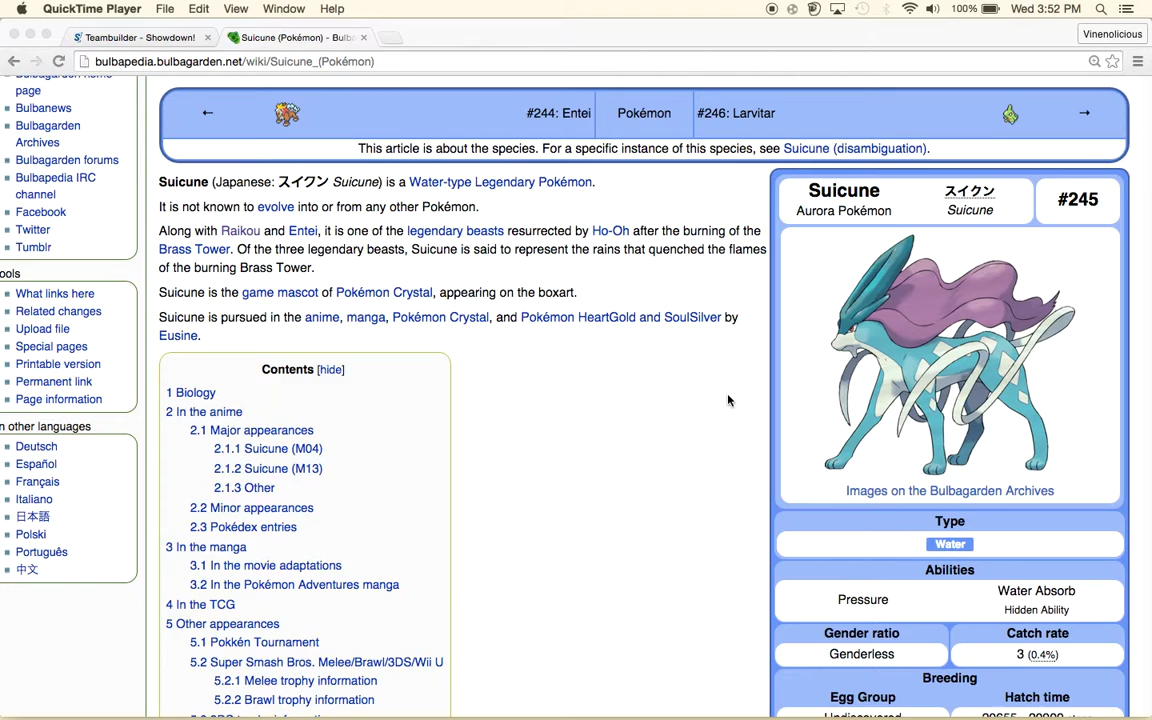 QuickTime Player File Edit View Window Help 100% Wed 3:52 PM
Teambuilder - Showdown! × Suicune (Pokémon) - Bulba × Vinenolicious
bulbapedia.bulbagarden.net/wiki/Suicune_(Pokémon)
Bulbagarden home
page
Bulbanews
Bulbagarden
Archives
Bulbagarden forums
Bulbapedia IRC
channel
Facebook
Twitter
Tumblr
ools
What links here
Related changes
Upload file
Special pages
Printable version
Permanent link
Page information
n other languages
Deutsch
Español
Français
Italiano
日本語
Polski
Português
中文
← #244: Entei Pokémon #246: Larvitar →
This article is about the species. For a specific instance of this species, see Suicune (disambiguation).
Suicune (Japanese: スイクン Suicune) is a Water-type Legendary Pokémon.
It is not known to evolve into or from any other Pokémon.
Along with Raikou and Entei, it is one of the legendary beasts resurrected by Ho-Oh after the burning of the
Brass Tower. Of the three legendary beasts, Suicune is said to represent the rains that quenched the flames
of the burning Brass Tower.
Suicune is the game mascot of Pokémon Crystal, appearing on the boxart.
Suicune is pursued in the anime, manga, Pokémon Crystal, and Pokémon HeartGold and SoulSilver by
Eusine.
Contents [hide]
1 Biology
2 In the anime
2.1 Major appearances
2.1.1 Suicune (M04)
2.1.2 Suicune (M13)
2.1.3 Other
2.2 Minor appearances
2.3 Pokédex entries
3 In the manga
3.1 In the movie adaptations
3.2 In the Pokémon Adventures manga
4 In the TCG
5 Other appearances
5.1 Pokkén Tournament
5.2 Super Smash Bros. Melee/Brawl/3DS/Wii U
5.2.1 Melee trophy information
5.2.2 Brawl trophy information
Suicune スイクン #245
Aurora Pokémon Suicune
Images on the Bulbagarden Archives
Type
Water
Abilities
Pressure Water Absorb
Hidden Ability
Gender ratio Catch rate
Genderless 3 (0.4%)
Breeding
Egg Group Hatch time
Undiscovered